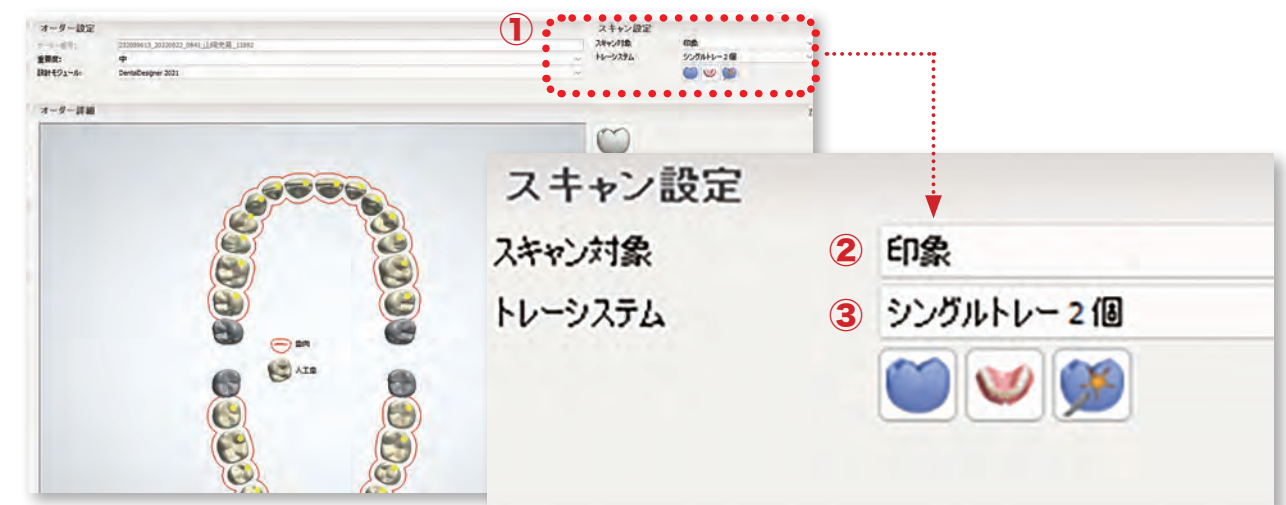 オーダー設定
重要度: 中
設計モジュール: DentalDesigner 2021
①
スキャン設定
スキャン対象 印象
トレーシステム シングルトレー2個
オーダー詳細
歯肉
人工歯
スキャン設定
スキャン対象 ② 印象
トレーシステム ③ シングルトレー 2 個